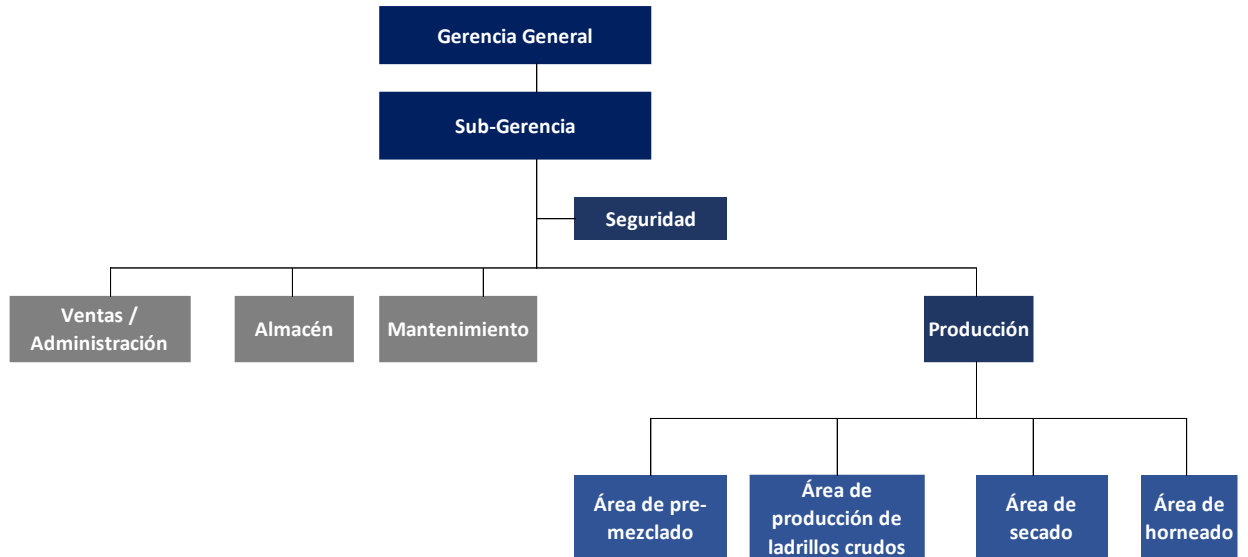 Gerencia General
Sub-Gerencia
Seguridad
Ventas /
Administración
Almacén
Mantenimiento
Producción
Área de pre-
mezclado
Área de
producción de
ladrillos crudos
Área de
secado
Área de
horneado